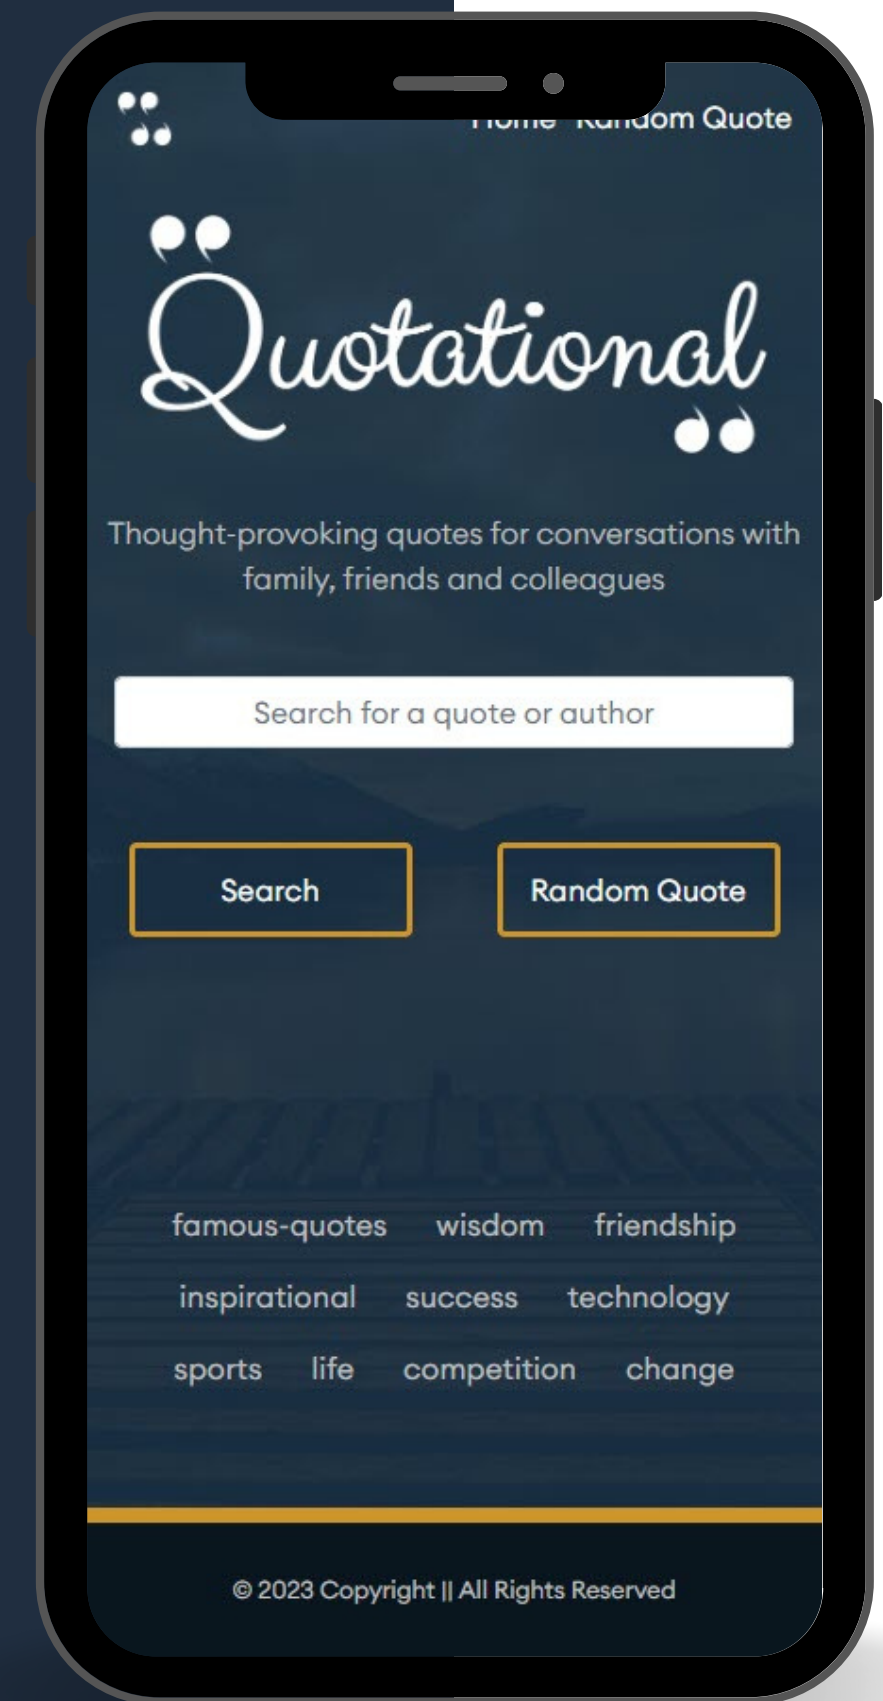 Home Random Quote
Quotational
Thought-provoking quotes for conversations with
family, friends and colleagues
Search for a quote or author
Search Random Quote
famous-quotes wisdom friendship
inspirational success technology
sports life competition change
© 2023 Copyright || All Rights Reserved